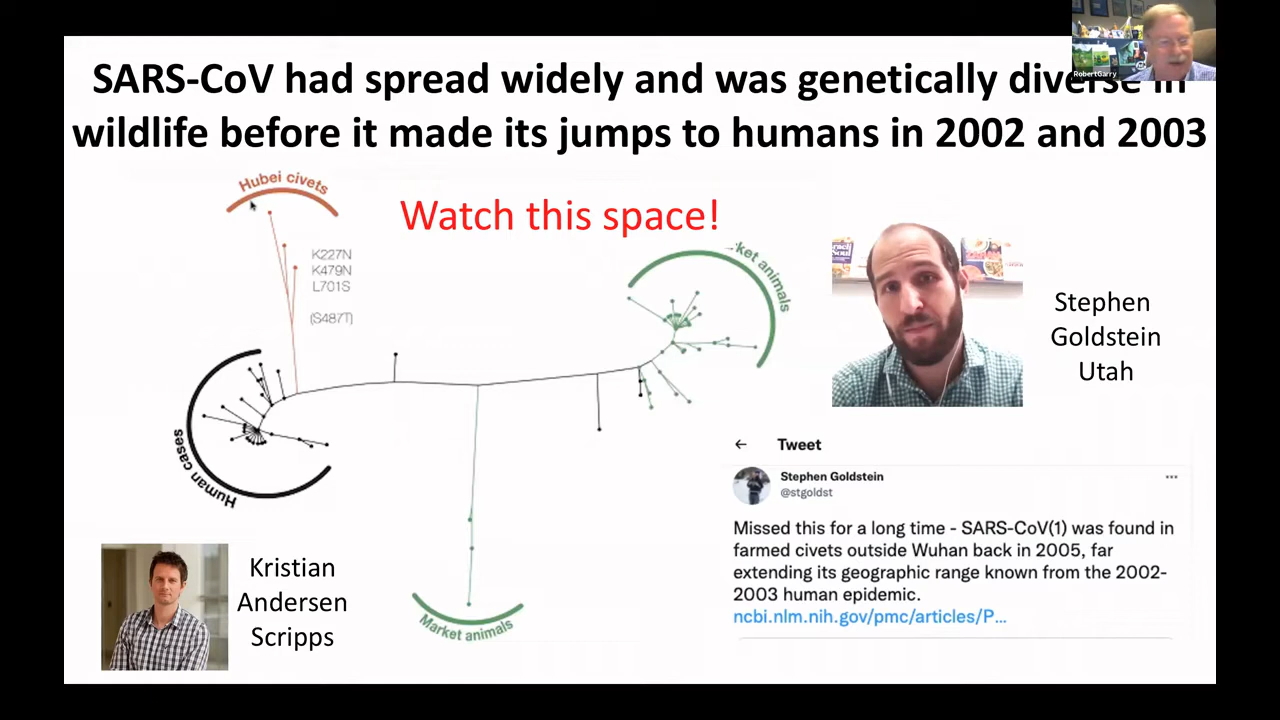 SARS-CoV had spread widely and was genetically diverse in
wildlife before it made its jumps to humans in 2002 and 2003
RobertGarry
Hubei civets
Watch this space!
K227N
K479N
L701S
(S487T)
ket animals
Stephen
Goldstein
Utah
Human cases
Market animals
Kristian
Andersen
Scripps
← Tweet
Stephen Goldstein
@stgoldst
Missed this for a long time - SARS-CoV(1) was found in
farmed civets outside Wuhan back in 2005, far
extending its geographic range known from the 2002-
2003 human epidemic.
ncbi.nlm.nih.gov/pmc/articles/P...